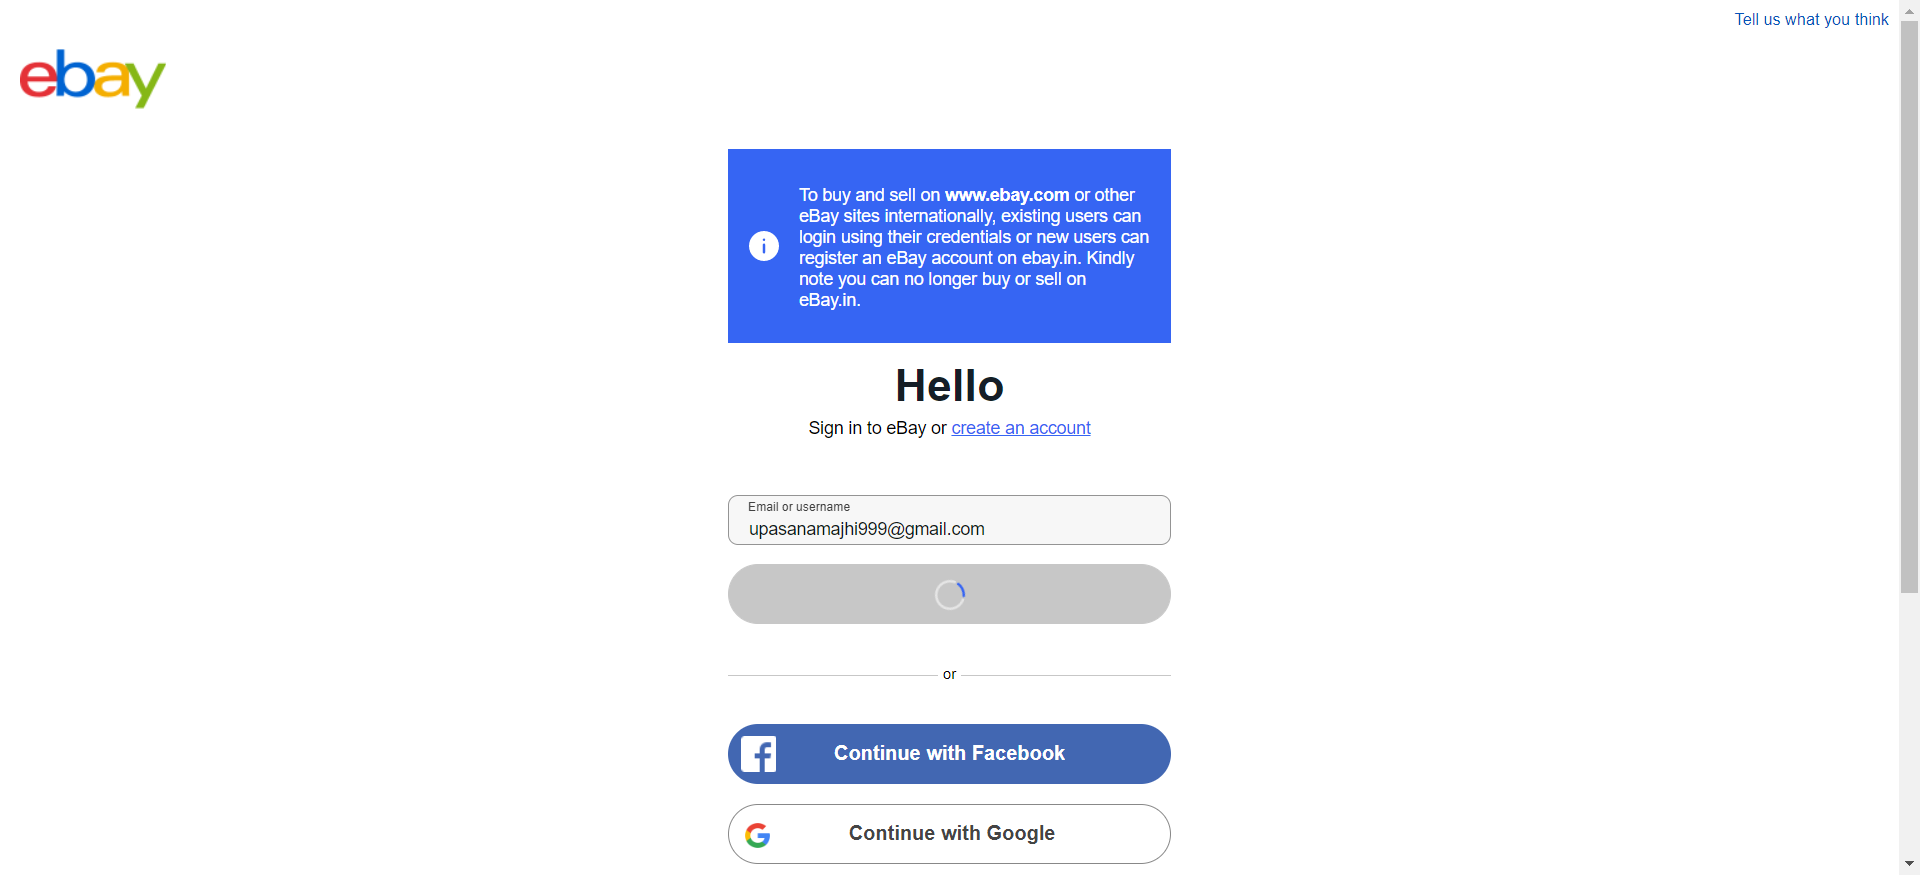 Tell us what you think
ebay
To buy and sell on www.ebay.com or other
eBay sites internationally, existing users can
login using their credentials or new users can
register an eBay account on ebay.in. Kindly
note you can no longer buy or sell on
eBay.in.
Hello
Sign in to eBay or create an account
Email or username
upasanamajhi999@gmail.com
or
Continue with Facebook
Continue with Google